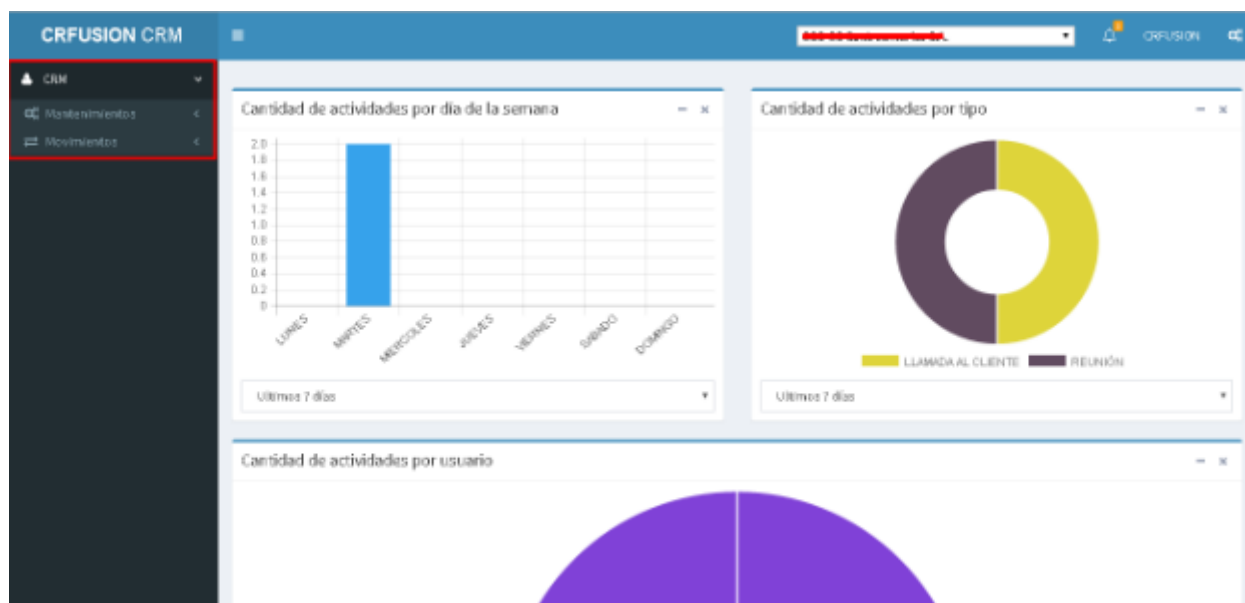 CRFUSION CRM
CRFUSION
CRM
Mantenimientos
Movimientos
Cantidad de actividades por día de la semana
2.0
1.8
1.6
1.4
1.2
1.0
0.8
0.6
0.4
0.2
0
LUNES MARTES MIERCOLES JUEVES VIERNES SABADO DOMINGO
Ultimos 7 días
Cantidad de actividades por tipo
LLAMADA AL CLIENTE REUNIÓN
Ultimos 7 días
Cantidad de actividades por usuario